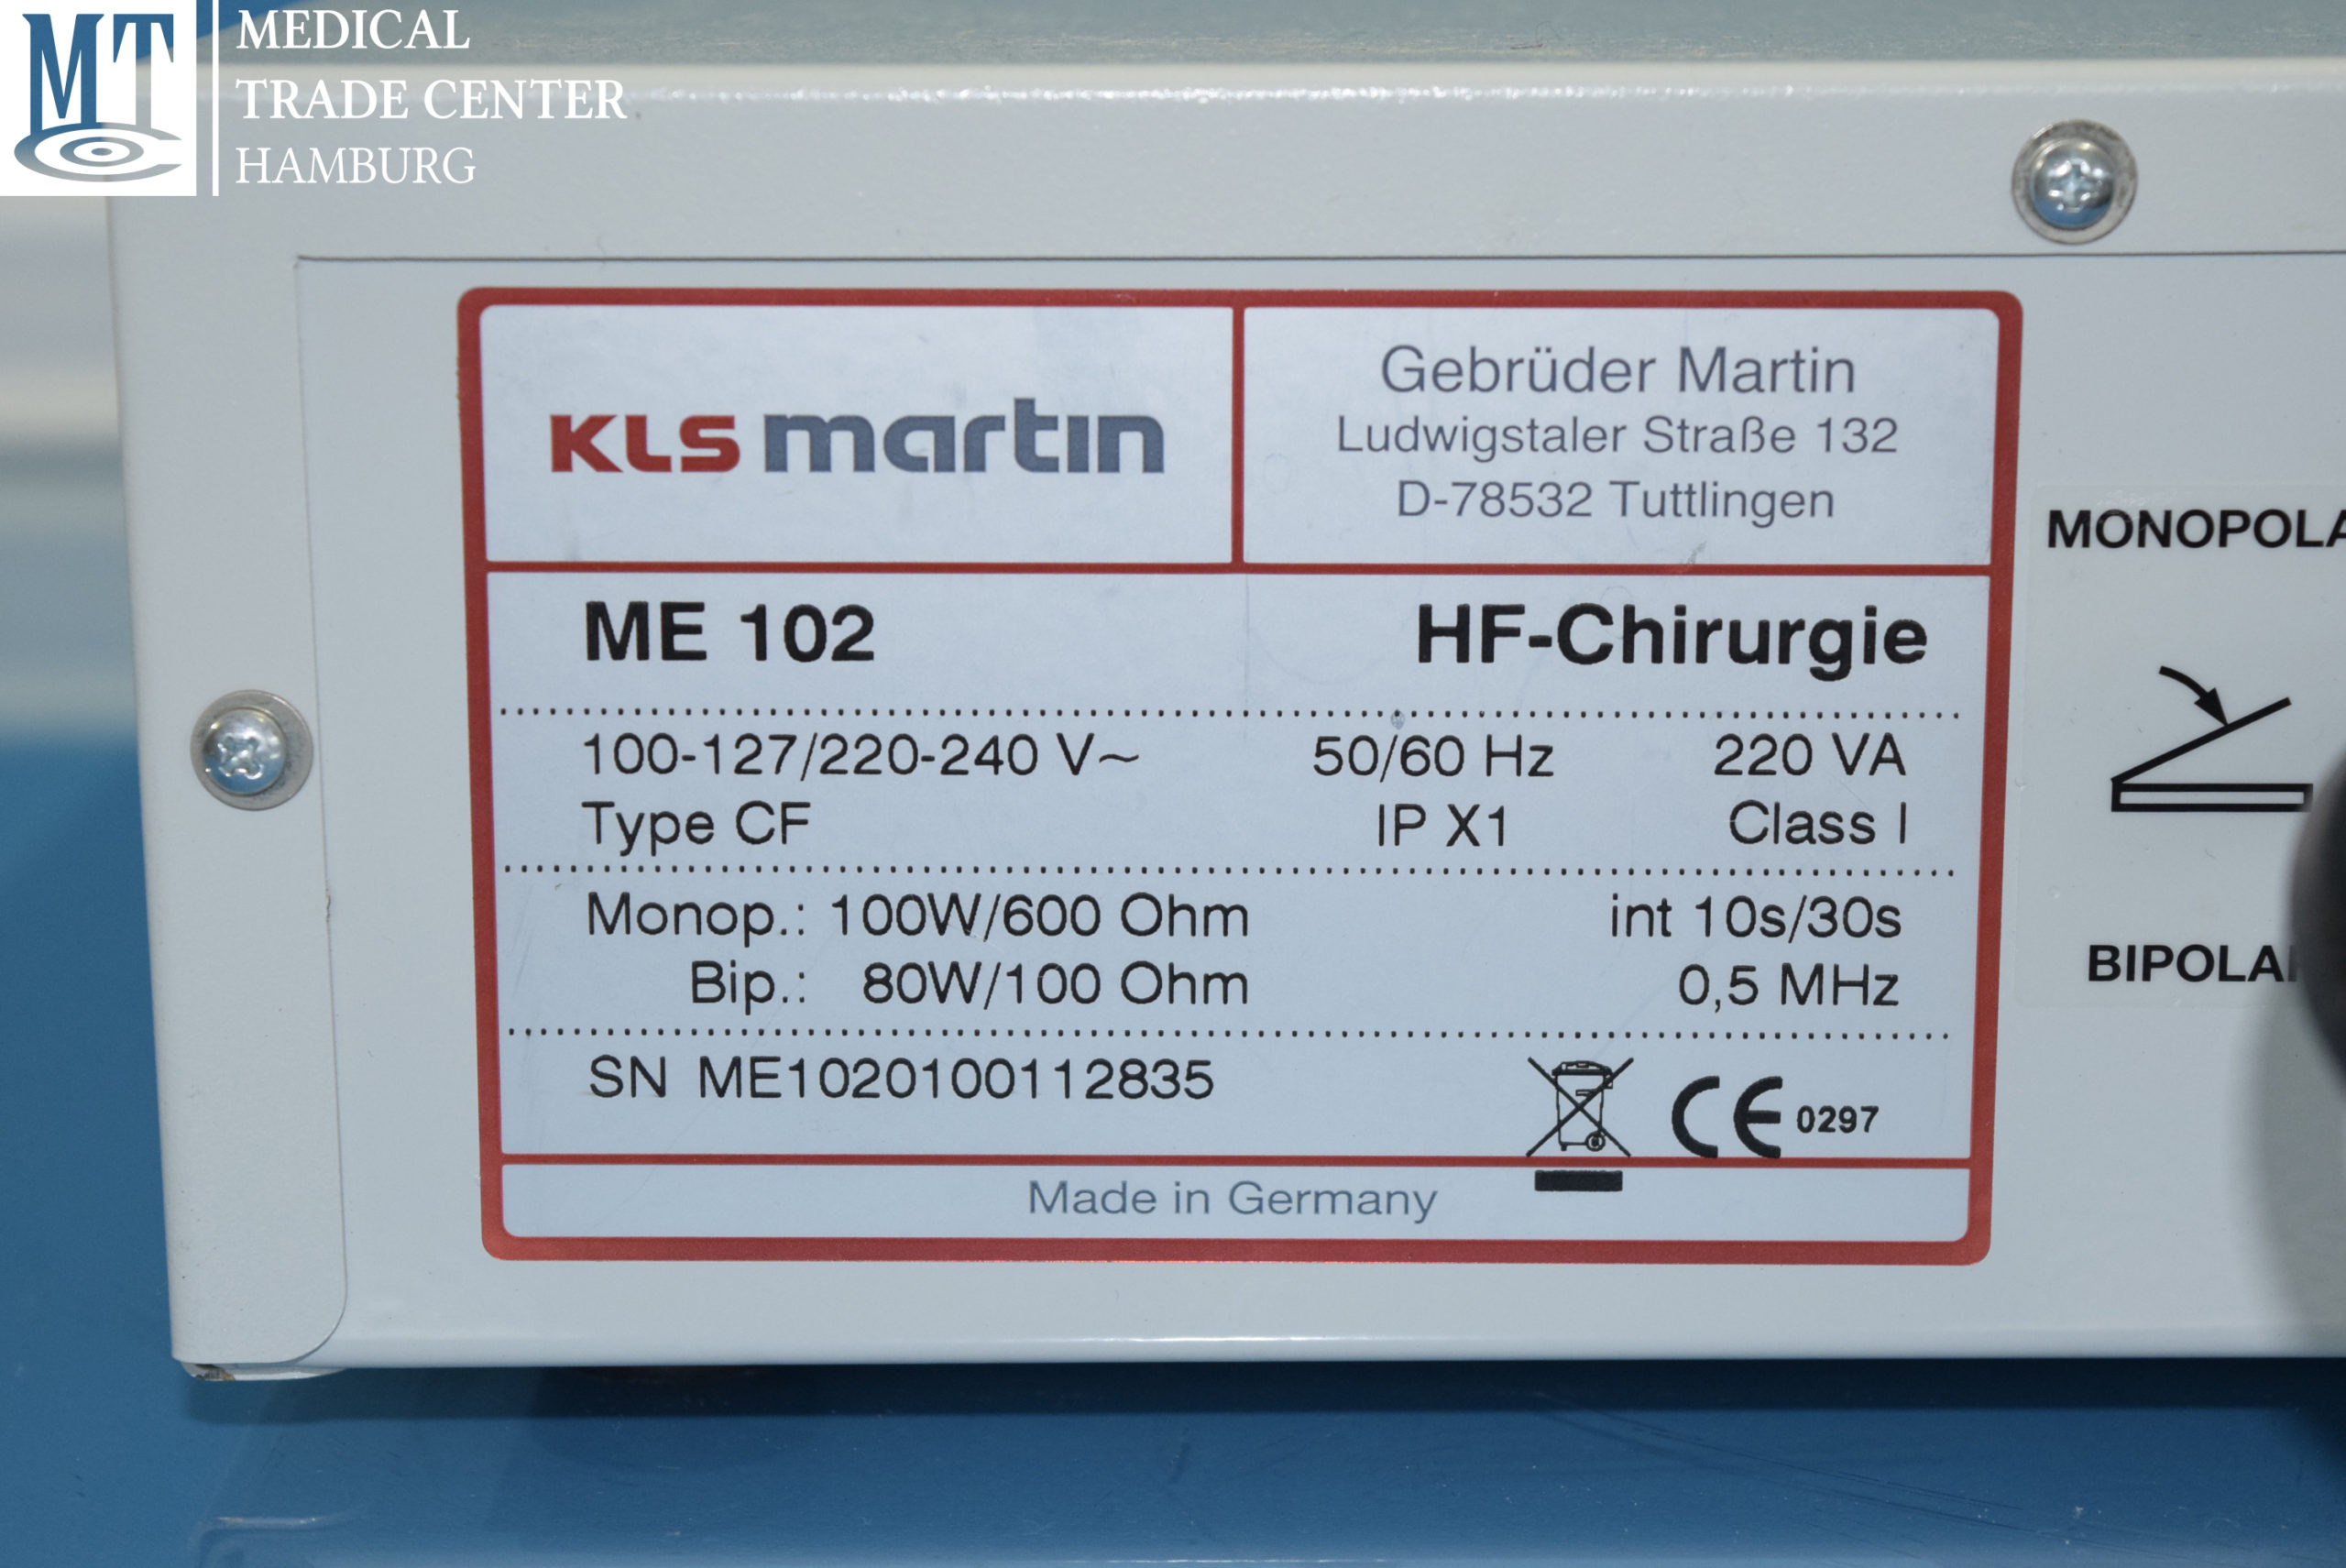 MTC
MEDICAL
TRADE CENTER
HAMBURG
KLS martin
Gebrüder Martin
Ludwigstaler Straße 132
D-78532 Tuttlingen
ME 102 HF-Chirurgie
100-127/220-240 V~ 50/60 Hz 220 VA
Type CF IP X1 Class I
Monop.: 100W/600 Ohm int 10s/30s
Bip.: 80W/100 Ohm 0,5 MHz
SN ME1020100112835
CE 0297
Made in Germany
MONOPOLA
BIPOLA